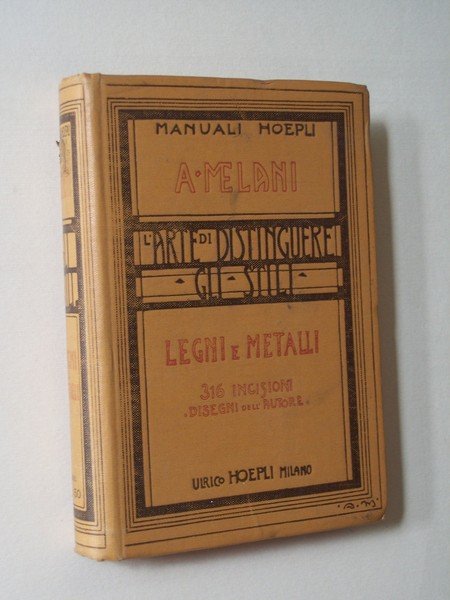 MANUALI HOEPLI
A·MELANI
L'ARTE DI DISTINGUERE
GLI STILI
LEGNI E METALLI
316 INCISIONI
·DISEGNI DELL'AUTORE·
ULRICO HOEPLI MILANO
·A.M·